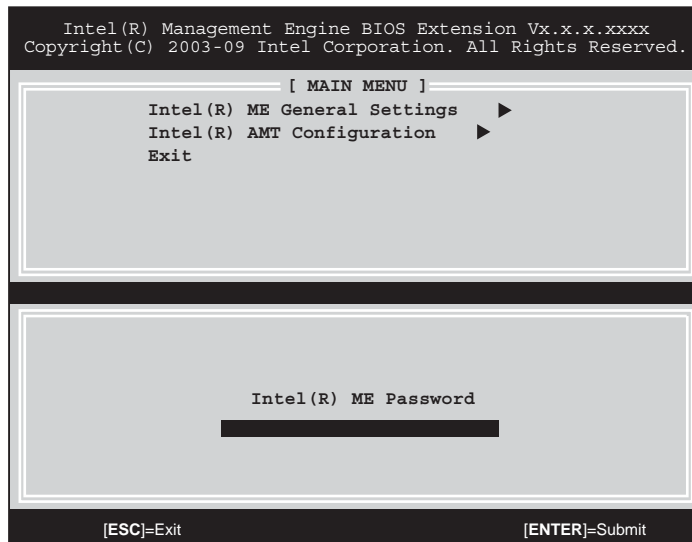 Intel(R) Management Engine BIOS Extension Vx.x.x.xxxx
Copyright(C) 2003-09 Intel Corporation. All Rights Reserved.
[ MAIN MENU ]
Intel(R) ME General Settings ▶
Intel(R) AMT Configuration ▶
Exit
Intel(R) ME Password
[ESC]=Exit [ENTER]=Submit